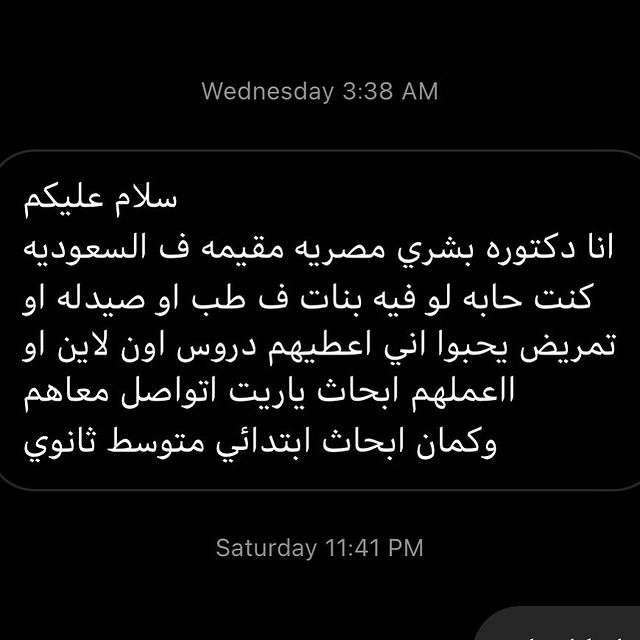 Wednesday 3:38 AM
سلام عليكم
انا دكتوره بشري مصريه مقيمه ف السعوديه
كنت حابه لو فيه بنات ف طب او صيدله او
تمريض يحبوا اني اعطيهم دروس اون لاين او
ااعملهم ابحاث ياريت اتواصل معاهم
وكمان ابحاث ابتدائي متوسط ثانوي
Saturday 11:41 PM